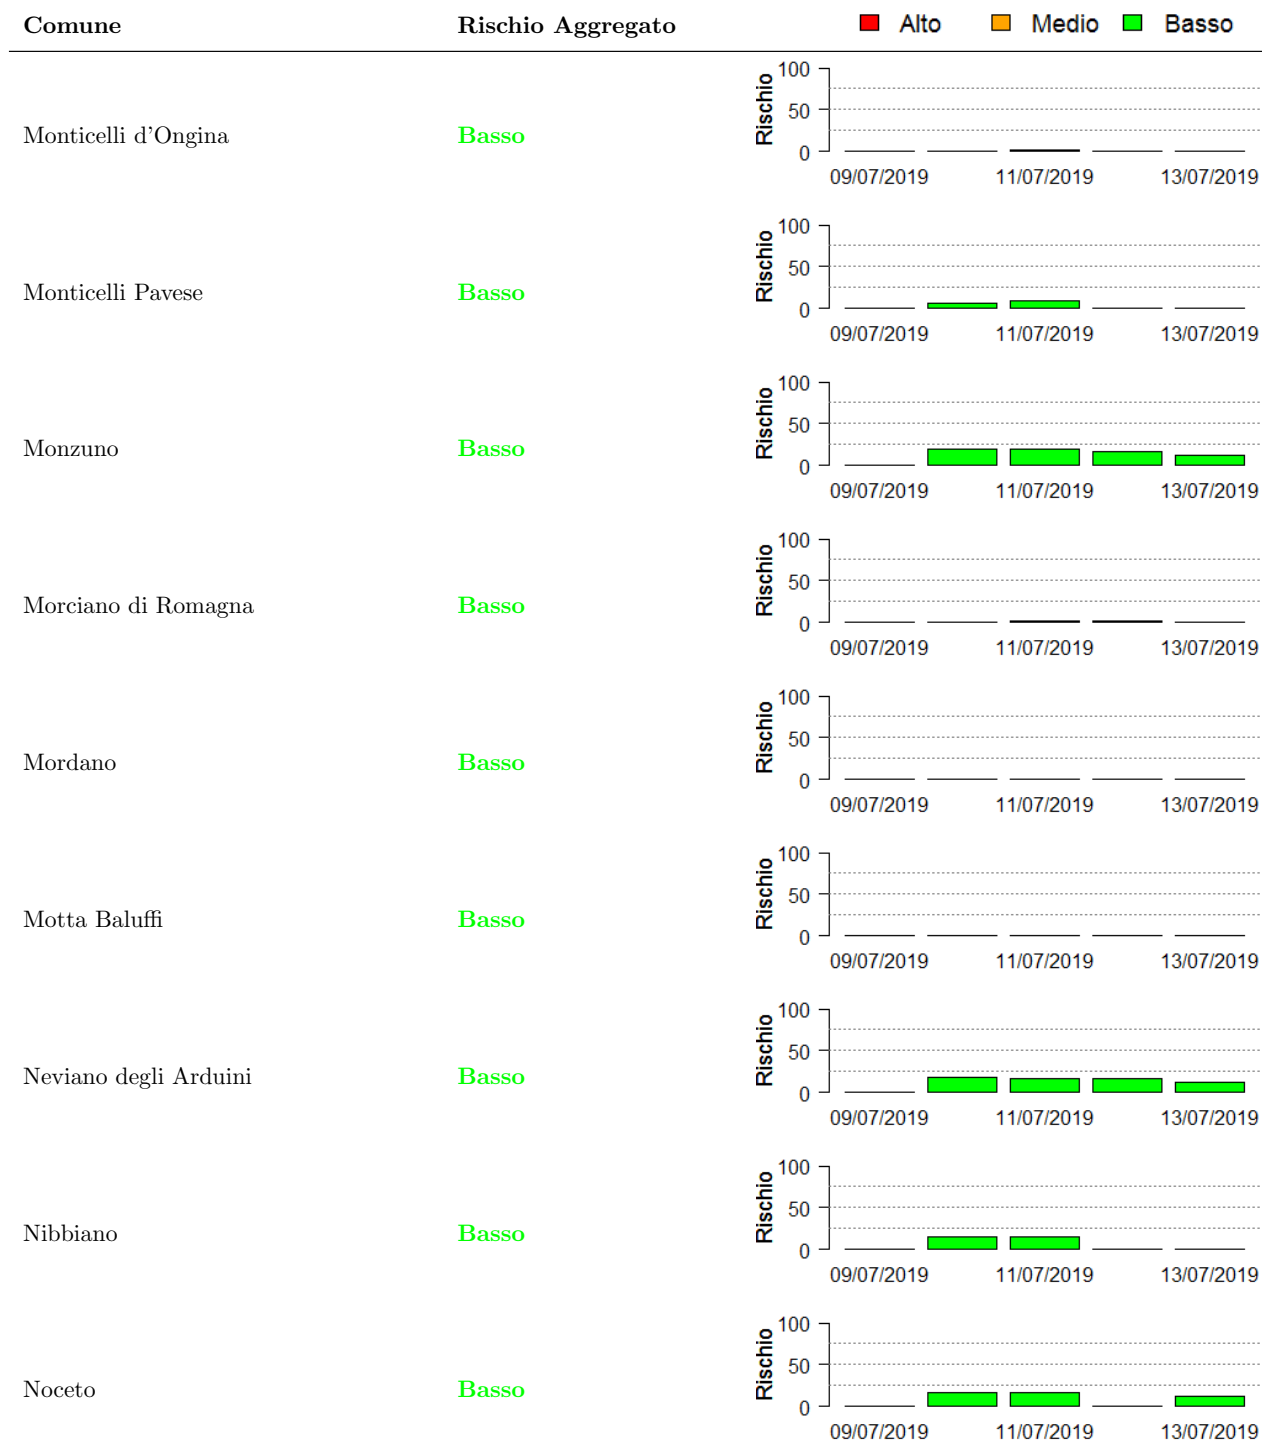 Comune Rischio Aggregato Alto Medio Basso
Monticelli d'Ongina Basso
Rischio
100
50
0
09/07/2019 11/07/2019 13/07/2019
Monticelli Pavese Basso
Rischio
100
50
0
09/07/2019 11/07/2019 13/07/2019
Monzuno Basso
Rischio
100
50
0
09/07/2019 11/07/2019 13/07/2019
Morciano di Romagna Basso
Rischio
100
50
0
09/07/2019 11/07/2019 13/07/2019
Mordano Basso
Rischio
100
50
0
09/07/2019 11/07/2019 13/07/2019
Motta Baluffi Basso
Rischio
100
50
0
09/07/2019 11/07/2019 13/07/2019
Neviano degli Arduini Basso
Rischio
100
50
0
09/07/2019 11/07/2019 13/07/2019
Nibbiano Basso
Rischio
100
50
0
09/07/2019 11/07/2019 13/07/2019
Noceto Basso
Rischio
100
50
0
09/07/2019 11/07/2019 13/07/2019